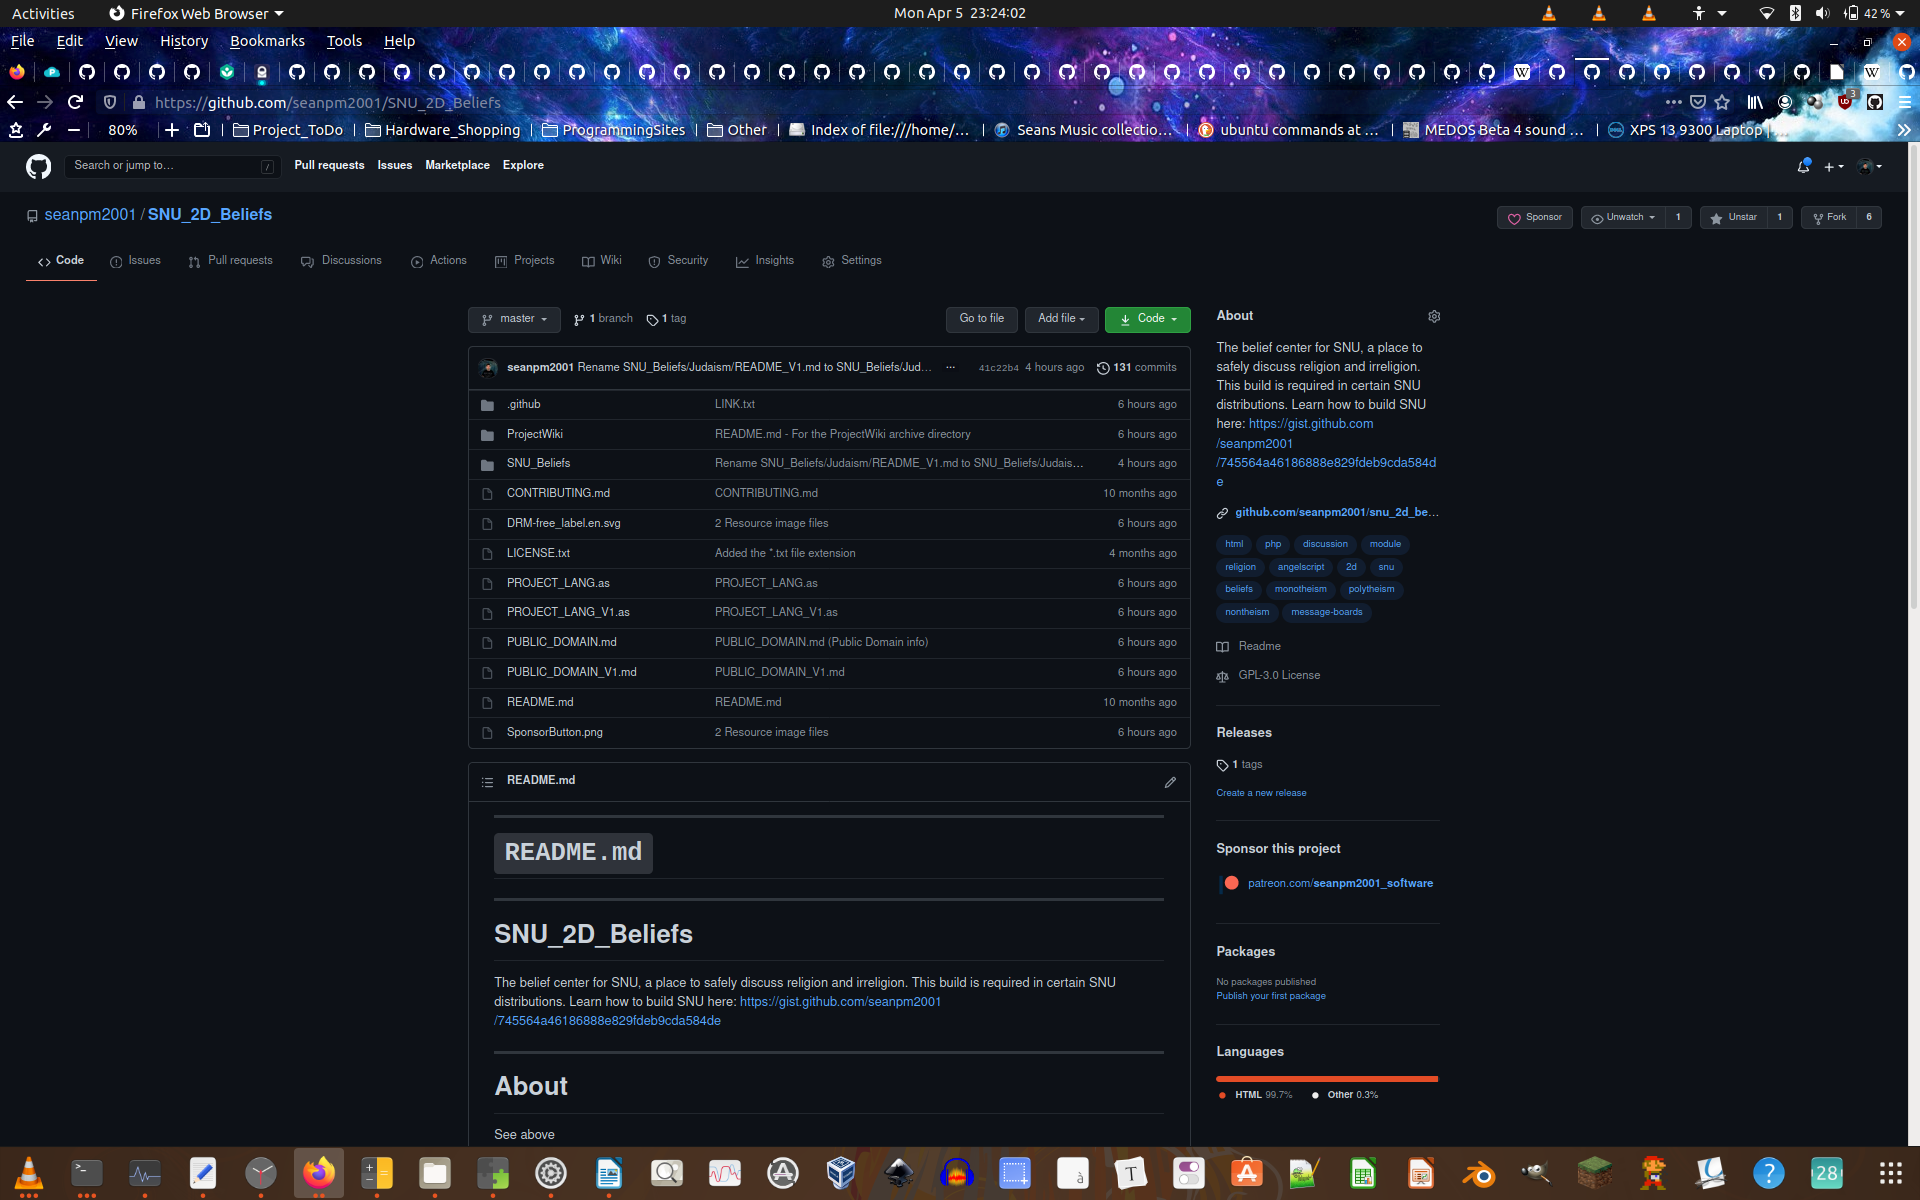 Activities
Firefox Web Browser
Mon Apr 5 23:24:02
42 %
File Edit View History Bookmarks Tools Help
https://github.com/seanpm2001/SNU_2D_Beliefs
3
80%
Project_ToDo
Hardware_Shopping
ProgrammingSites
Other
Index of file:///home/...
Seans Music collectio...
ubuntu commands at ...
MEDOS Beta 4 sound ...
XPS 13 9300 Laptop |
Search or jump to...
/
Pull requests Issues Marketplace Explore
seanpm2001 / SNU_2D_Beliefs
Sponsor
Unwatch 1
Unstar 1
Fork 6
Code
Issues
Pull requests
Discussions
Actions
Projects
Wiki
Security
Insights
Settings
master
1 branch
1 tag
Go to file
Add file
Code
seanpm2001 Rename SNU_Beliefs/Judaism/README_V1.md to SNU_Beliefs/Jud... ... 41c22b4 4 hours ago 131 commits
.github LINK.txt 6 hours ago
ProjectWiki README.md - For the ProjectWiki archive directory 6 hours ago
SNU_Beliefs Rename SNU_Beliefs/Judaism/README_V1.md to SNU_Beliefs/Judais... 4 hours ago
CONTRIBUTING.md CONTRIBUTING.md 10 months ago
DRM-free_label.en.svg 2 Resource image files 6 hours ago
LICENSE.txt Added the *.txt file extension 4 months ago
PROJECT_LANG.as PROJECT_LANG.as 6 hours ago
PROJECT_LANG_V1.as PROJECT_LANG_V1.as 6 hours ago
PUBLIC_DOMAIN.md PUBLIC_DOMAIN.md (Public Domain info) 6 hours ago
PUBLIC_DOMAIN_V1.md PUBLIC_DOMAIN_V1.md 6 hours ago
README.md README.md 10 months ago
SponsorButton.png 2 Resource image files 6 hours ago
README.md
README.md
SNU_2D_Beliefs
The belief center for SNU, a place to safely discuss religion and irreligion. This build is required in certain SNU
distributions. Learn how to build SNU here: https://gist.github.com/seanpm2001
/745564a46186888e829fdeb9cda584de
About
See above
About
The belief center for SNU, a place to
safely discuss religion and irreligion.
This build is required in certain SNU
distributions. Learn how to build SNU
here: https://gist.github.com
/seanpm2001
/745564a46186888e829fdeb9cda584d
e
github.com/seanpm2001/snu_2d_be...
html php discussion module
religion angelscript 2d snu
beliefs monotheism polytheism
nontheism message-boards
Readme
GPL-3.0 License
Releases
1 tags
Create a new release
Sponsor this project
patreon.com/seanpm2001_software
Packages
No packages published
Publish your first package
Languages
HTML 99.7% Other 0.3%